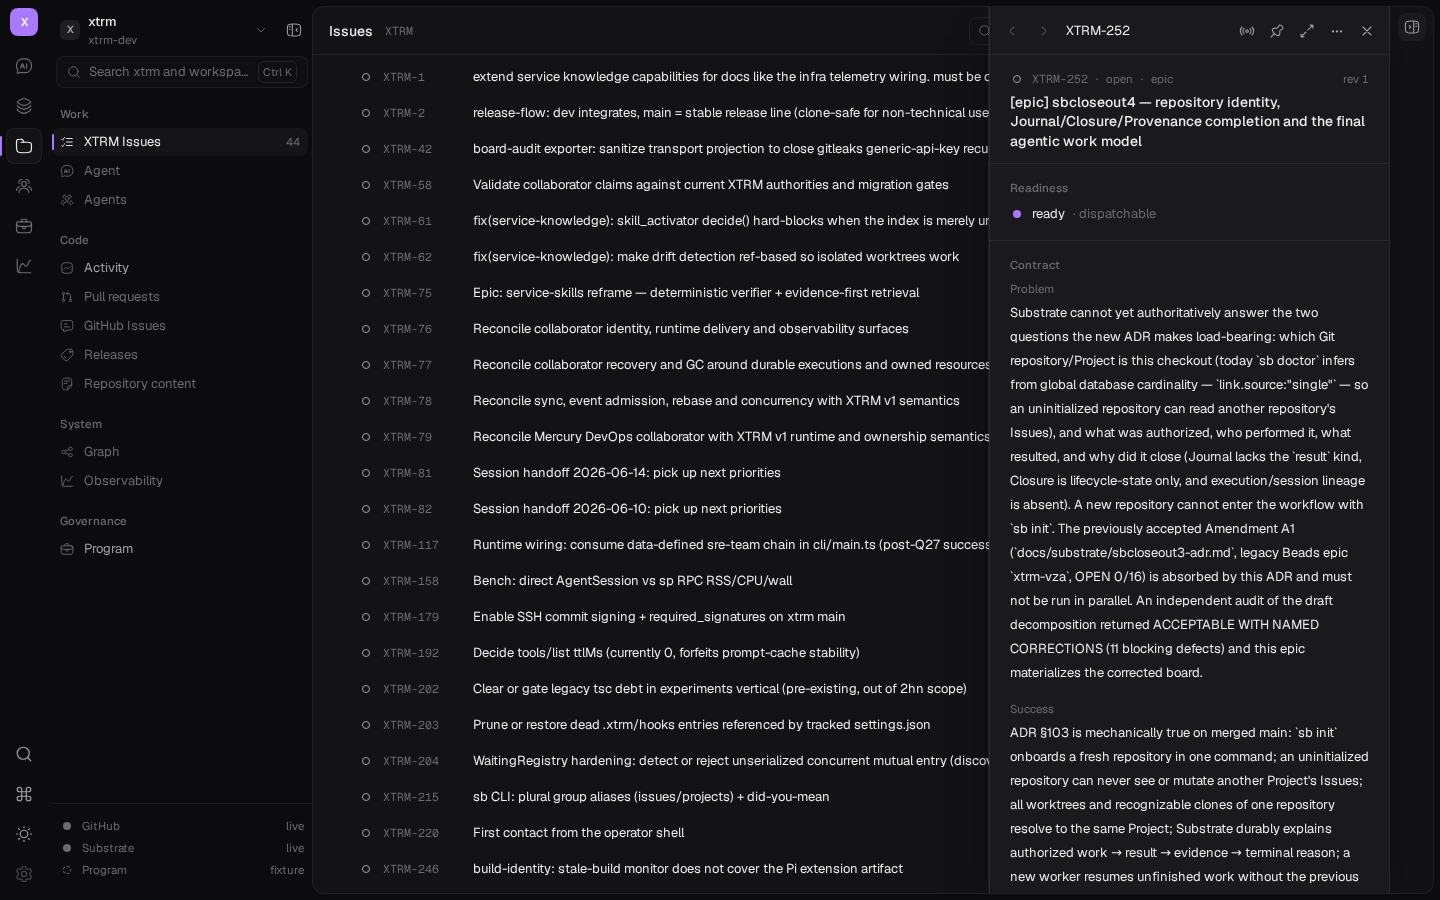 X
X
xtrm
xtrm-dev
Search xtrm and workspa...
Ctrl K
Work
XTRM Issues 44
Agent
Agents
Code
Activity
Pull requests
GitHub Issues
Releases
Repository content
System
Graph
Observability
Governance
Program
GitHub live
Substrate live
Program fixture
Issues XTRM
XTRM-1 extend service knowledge capabilities for docs like the infra telemetry wiring. must be
XTRM-2 release-flow: dev integrates, main = stable release line (clone-safe for non-technical use
XTRM-42 board-audit exporter: sanitize transport projection to close gitleaks generic-api-key recu
XTRM-58 Validate collaborator claims against current XTRM authorities and migration gates
XTRM-61 fix(service-knowledge): skill_activator decide() hard-blocks when the index is merely
XTRM-62 fix(service-knowledge): make drift detection ref-based so isolated worktrees work
XTRM-75 Epic: service-skills reframe — deterministic verifier + evidence-first retrieval
XTRM-76 Reconcile collaborator identity, runtime delivery and observability surfaces
XTRM-77 Reconcile collaborator recovery and GC around durable executions and owned resources
XTRM-78 Reconcile sync, event admission, rebase and concurrency with XTRM v1 semantics
XTRM-79 Reconcile Mercury DevOps collaborator with XTRM v1 runtime and ownership semantics
XTRM-81 Session handoff 2026-06-14: pick up next priorities
XTRM-82 Session handoff 2026-06-10: pick up next priorities
XTRM-117 Runtime wiring: consume data-defined sre-team chain in cli/main.ts (post-Q27 success
XTRM-158 Bench: direct AgentSession vs sp RPC RSS/CPU/wall
XTRM-179 Enable SSH commit signing + required_signatures on xtrm main
XTRM-192 Decide tools/list ttlMs (currently 0, forfeits prompt-cache stability)
XTRM-202 Clear or gate legacy tsc debt in experiments vertical (pre-existing, out of 2hn scope)
XTRM-203 Prune or restore dead .xtrm/hooks entries referenced by tracked settings.json
XTRM-204 WaitingRegistry hardening: detect or reject unserialized concurrent mutual entry (disco
XTRM-215 sb CLI: plural group aliases (issues/projects) + did-you-mean
XTRM-220 First contact from the operator shell
XTRM-246 build-identity: stale-build monitor does not cover the Pi extension artifact
XTRM-252
XTRM-252 · open · epic rev 1
[epic] sbcloseout4 — repository identity,
Journal/Closure/Provenance completion and the final
agentic work model
Readiness
ready · dispatchable
Contract
Problem
Substrate cannot yet authoritatively answer the two
questions the new ADR makes load-bearing: which Git
repository/Project is this checkout (today `sb doctor` infers
from global database cardinality — `link.source:"single"` — so
an uninitialized repository can read another repository's
Issues), and what was authorized, who performed it, what
resulted, and why did it close (Journal lacks the `result` kind,
Closure is lifecycle-state only, and execution/session lineage
is absent). A new repository cannot enter the workflow with
`sb init`. The previously accepted Amendment A1
(`docs/substrate/sbcloseout3-adr.md`, legacy Beads epic
`xtrm-vza`, OPEN 0/16) is absorbed by this ADR and must
not be run in parallel. An independent audit of the draft
decomposition returned ACCEPTABLE WITH NAMED
CORRECTIONS (11 blocking defects) and this epic
materializes the corrected board.
Success
ADR §103 is mechanically true on merged main: `sb init`
onboards a fresh repository in one command; an uninitialized
repository can never see or mutate another Project's Issues;
all worktrees and recognizable clones of one repository
resolve to the same Project; Substrate durably explains
authorized work → result → evidence → terminal reason; a
new worker resumes unfinished work without the previous